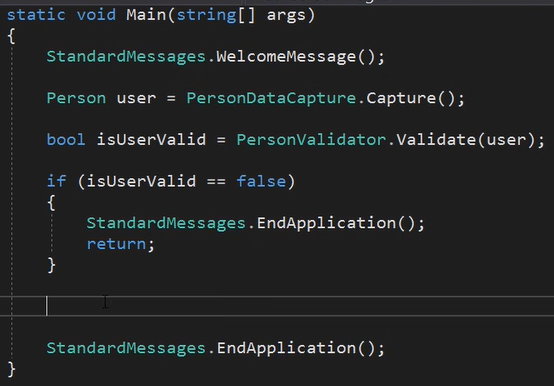 static void Main(string[] args)
{
StandardMessages.WelcomeMessage();
Person user = PersonDataCapture.Capture();
bool isUserValid = PersonValidator.Validate(user);
if (isUserValid == false)
{
StandardMessages.EndApplication();
return;
}
StandardMessages.EndApplication();
}